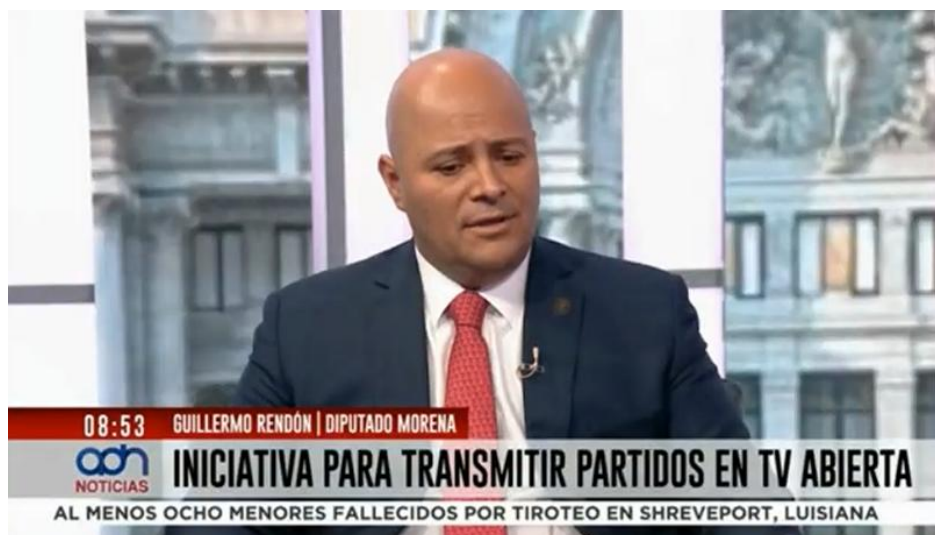 08:53 GUILLERMO RENDÓN | DIPUTADO MORENA
adn
NOTICIAS
INICIATIVA PARA TRANSMITIR PARTIDOS EN TV ABIERTA
AL MENOS OCHO MENORES FALLECIDOS POR TIROTEO EN SHREVEPORT, LUISIANA